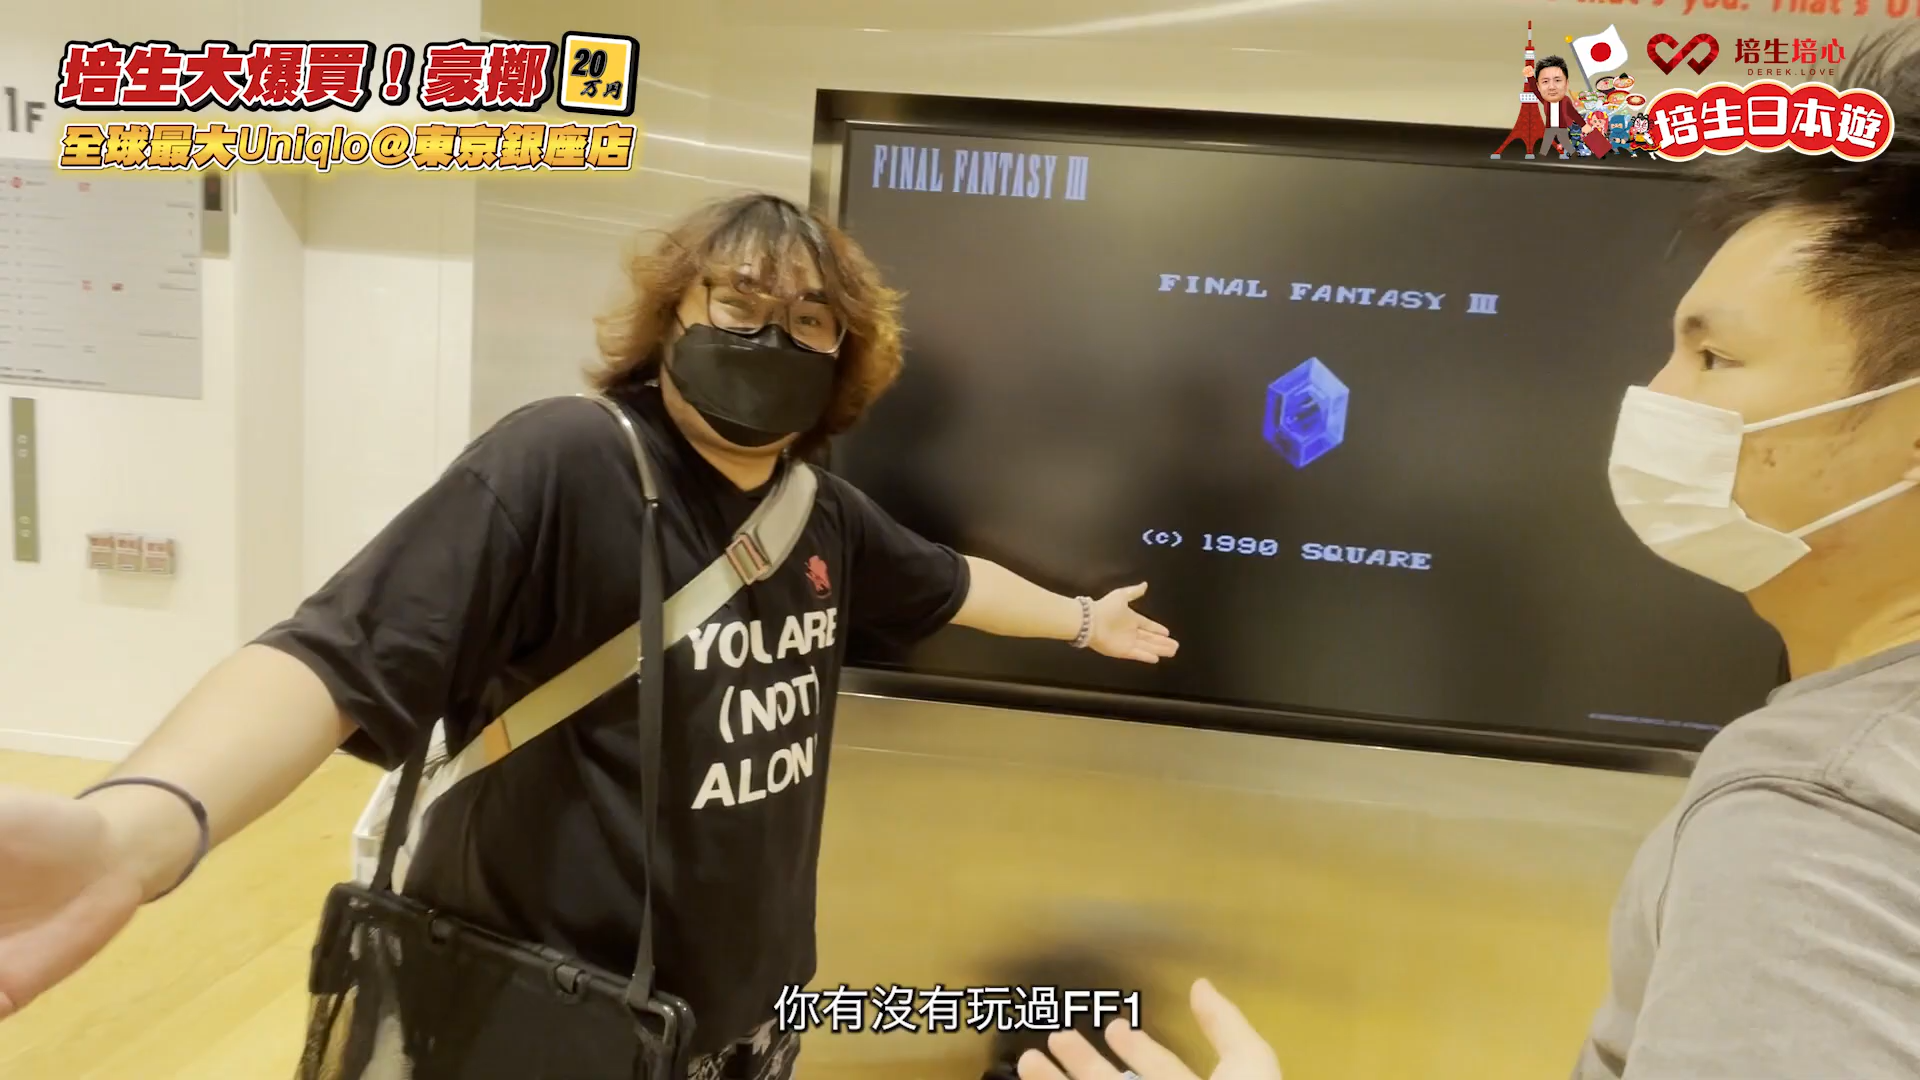 that's you. That's U
培生大爆買！豪擲
20
万円
全球最大Uniqlo@東京銀座店
培生培心
DEREK.LOVE
培生日本遊
1F
FINAL FANTASY III
FINAL FANTASY III
(C) 1990 SQUARE
YOU ARE
(NOT)
ALON
你有沒有玩過FF1